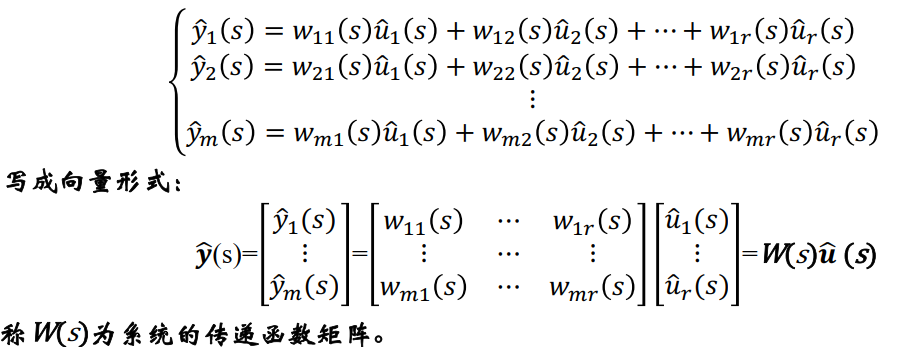 ŷ₁(s) = w₁₁(s)û₁(s) + w₁₂(s)û₂(s) + ⋯ + w₁ᵣ(s)ûᵣ(s)
ŷ₂(s) = w₂₁(s)û₁(s) + w₂₂(s)û₂(s) + ⋯ + w₂ᵣ(s)ûᵣ(s)
⋮
ŷₘ(s) = wₘ₁(s)û₁(s) + wₘ₂(s)û₂(s) + ⋯ + wₘᵣ(s)ûᵣ(s)
写成向量形式:
ŷ(s)=[ŷ₁(s) ⋮ ŷₘ(s)]=[w₁₁(s) ⋯ w₁ᵣ(s) ⋮ ⋯ ⋮ wₘ₁(s) ⋯ wₘᵣ(s)][û₁(s) ⋮ ûᵣ(s)]=W(s)û (s)
称W(s)为系统的传递函数矩阵。